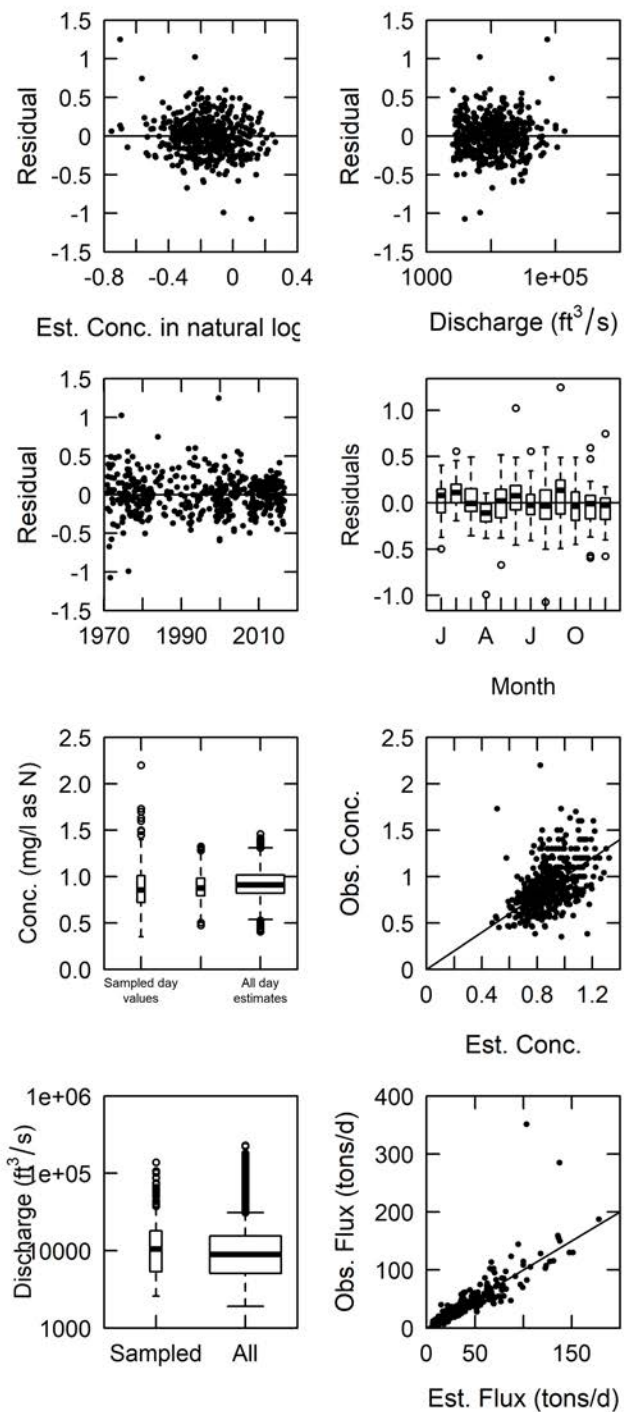 Residual
1.5
1
0.5
0
-0.5
-1
-1.5
-0.8 -0.4 0 0.4
Est. Conc. in natural log
Residual
1.5
1
0.5
0
-0.5
-1
-1.5
1000 1e+05
Discharge (ft³/s)
Residual
1.5
1
0.5
0
-0.5
-1
-1.5
1970 1990 2010
Residuals
1.0
0.5
0.0
-0.5
-1.0
J A J O
Month
Conc. (mg/l as N)
2.5
2.0
1.5
1.0
0.5
0.0
Sampled day
values
All day
estimates
Obs. Conc.
2.5
2
1.5
1
0.5
0
0 0.4 0.8 1.2
Est. Conc.
Discharge (ft³/s)
1e+06
1e+05
10000
1000
Sampled All
Obs. Flux (tons/d)
400
300
200
100
0
0 50 150
Est. Flux (tons/d)